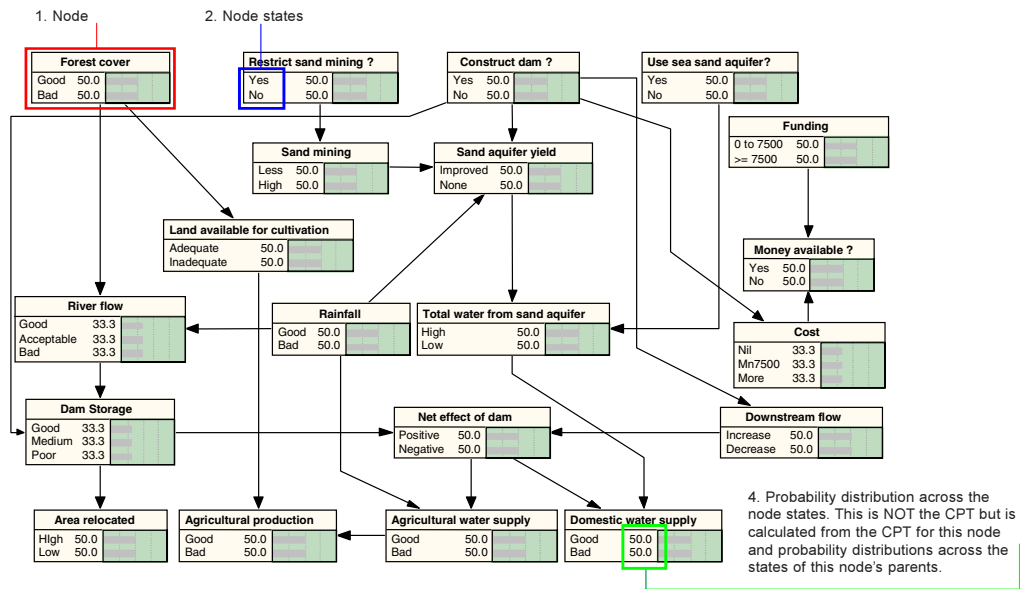 1. Node
2. Node states
Forest cover
Good 50.0
Bad 50.0
Restrict sand mining ?
Yes 50.0
No 50.0
Construct dam ?
Yes 50.0
No 50.0
Use sea sand aquifer?
Yes 50.0
No 50.0
Funding
0 to 7500 50.0
>= 7500 50.0
Sand mining
Less 50.0
High 50.0
Sand aquifer yield
Improved 50.0
None 50.0
Land available for cultivation
Adequate 50.0
Inadequate 50.0
Money available ?
Yes 50.0
No 50.0
River flow
Good 33.3
Acceptable 33.3
Bad 33.3
Rainfall
Good 50.0
Bad 50.0
Total water from sand aquifer
High 50.0
Low 50.0
Cost
Nil 33.3
Mn7500 33.3
More 33.3
Dam Storage
Good 33.3
Medium 33.3
Poor 33.3
Net effect of dam
Positive 50.0
Negative 50.0
Downstream flow
Increase 50.0
Decrease 50.0
Area relocated
HIgh 50.0
Low 50.0
Agricultural production
Good 50.0
Bad 50.0
Agricultural water supply
Good 50.0
Bad 50.0
Domestic water supply
Good 50.0
Bad 50.0
4. Probability distribution across the
node states. This is NOT the CPT but is
calculated from the CPT for this node
and probability distributions across the
states of this node's parents.